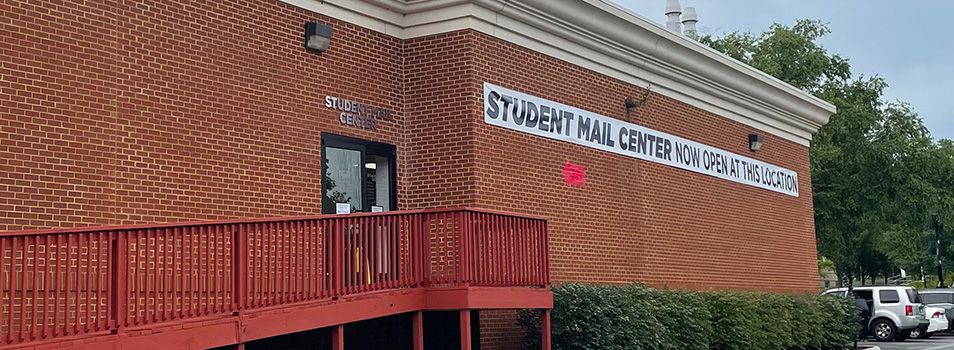 STUDENT MAIL
CENTER
STUDENT MAIL CENTER NOW OPEN AT THIS LOCATION